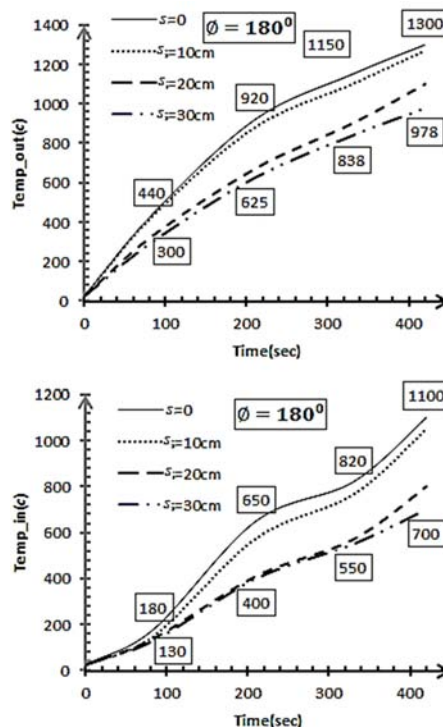 1400
1200
1000
800
600
400
200
0
Temp_out(c)
s=0
s=10cm
s=20cm
s=30cm
Ø = 180⁰
440
920
1150
1300
300
625
838
978
0 100 200 300 400
Time(sec)
1200
1000
800
600
400
200
0
Temp_in(c)
s=0
s=10cm
s=20cm
s=30cm
Ø = 180⁰
180
650
820
1100
130
400
550
700
0 100 200 300 400
Time(sec)